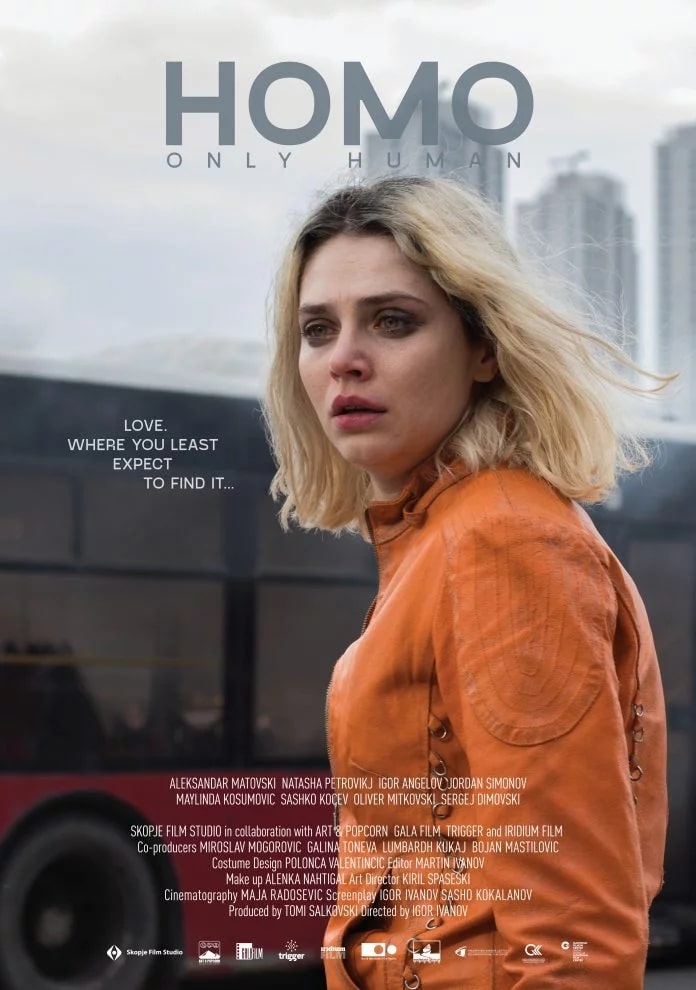 HOMO
ONLY HUMAN
LOVE.
WHERE YOU LEAST
EXPECT
TO FIND IT...
ALEKSANDAR MATOVSKI NATASHA PETROVIKJ IGOR ANGELOV JORDAN SIMONOV
MAYLINDA KOSUMOVIC SASHKO KOCEV OLIVER MITKOVSKI SERGEJ DIMOVSKI
SKOPJE FILM STUDIO in collaboration with ART & POPCORN GALA FILM TRIGGER and IRIDIUM FILM
Co-producers MIROSLAV MOGOROVIC GALINA TONEVA LUMBARDH KUKAJ BOJAN MASTILOVIC
Costume Design POLONCA VALENTINCIC Editor MARTIN IVANOV
Make up ALENKA NAHTIGAL Art Director KIRIL SPASESKI
Cinematography MAJA RADOSEVIC Screenplay IGOR IVANOV SASHO KOKALANOV
Produced by TOMI SALKOVSKI Directed by IGOR IVANOV
Skopje Film Studio trigger iridium FILM